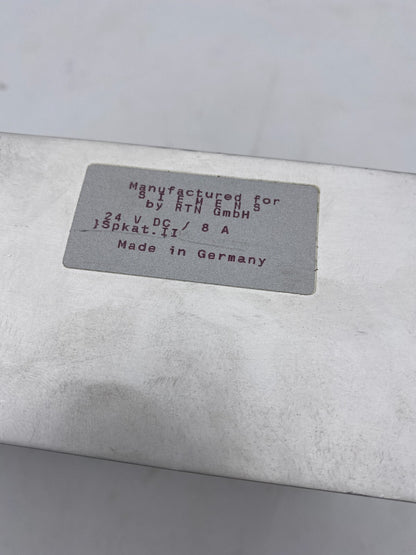 Manufactured for
S I E M E N S
by RTN GmbH
24 V DC / 8 A
}Spkat.II
Made in Germany